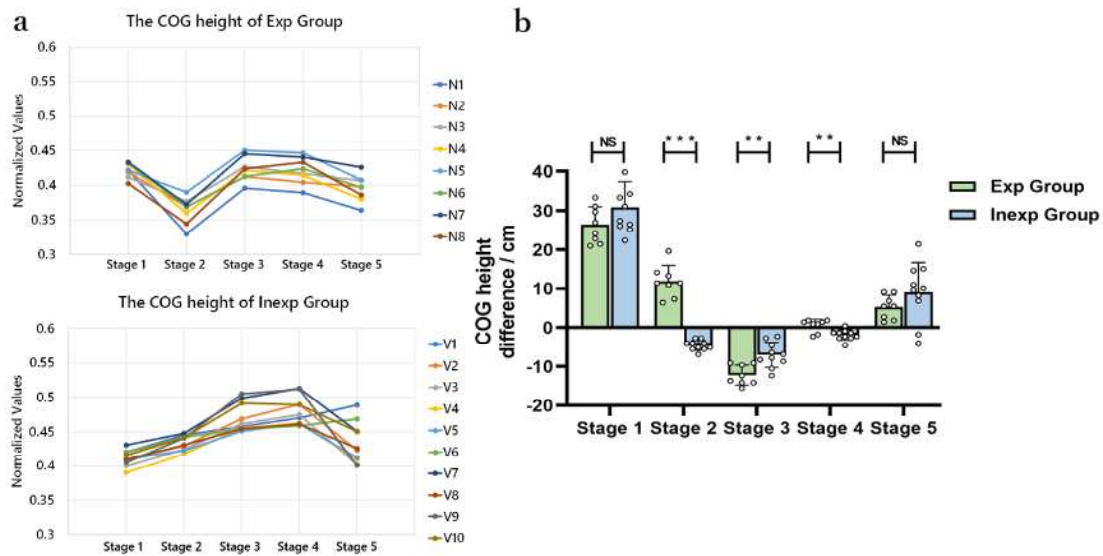 a
The COG height of Exp Group
Normalized Values
0.6
0.55
0.5
0.45
0.4
0.35
0.3
Stage 1 Stage 2 Stage 3 Stage 4 Stage 5
N1
N2
N3
N4
N5
N6
N7
N8
The COG height of Inexp Group
Normalized Values
0.6
0.55
0.5
0.45
0.4
0.35
0.3
Stage 1 Stage 2 Stage 3 Stage 4 Stage 5
V1
V2
V3
V4
V5
V6
V7
V8
V9
V10
b
NS *** ** ** NS
COG height
difference / cm
40
30
20
10
0
-10
-20
Stage 1 Stage 2 Stage 3 Stage 4 Stage 5
Exp Group
Inexp Group